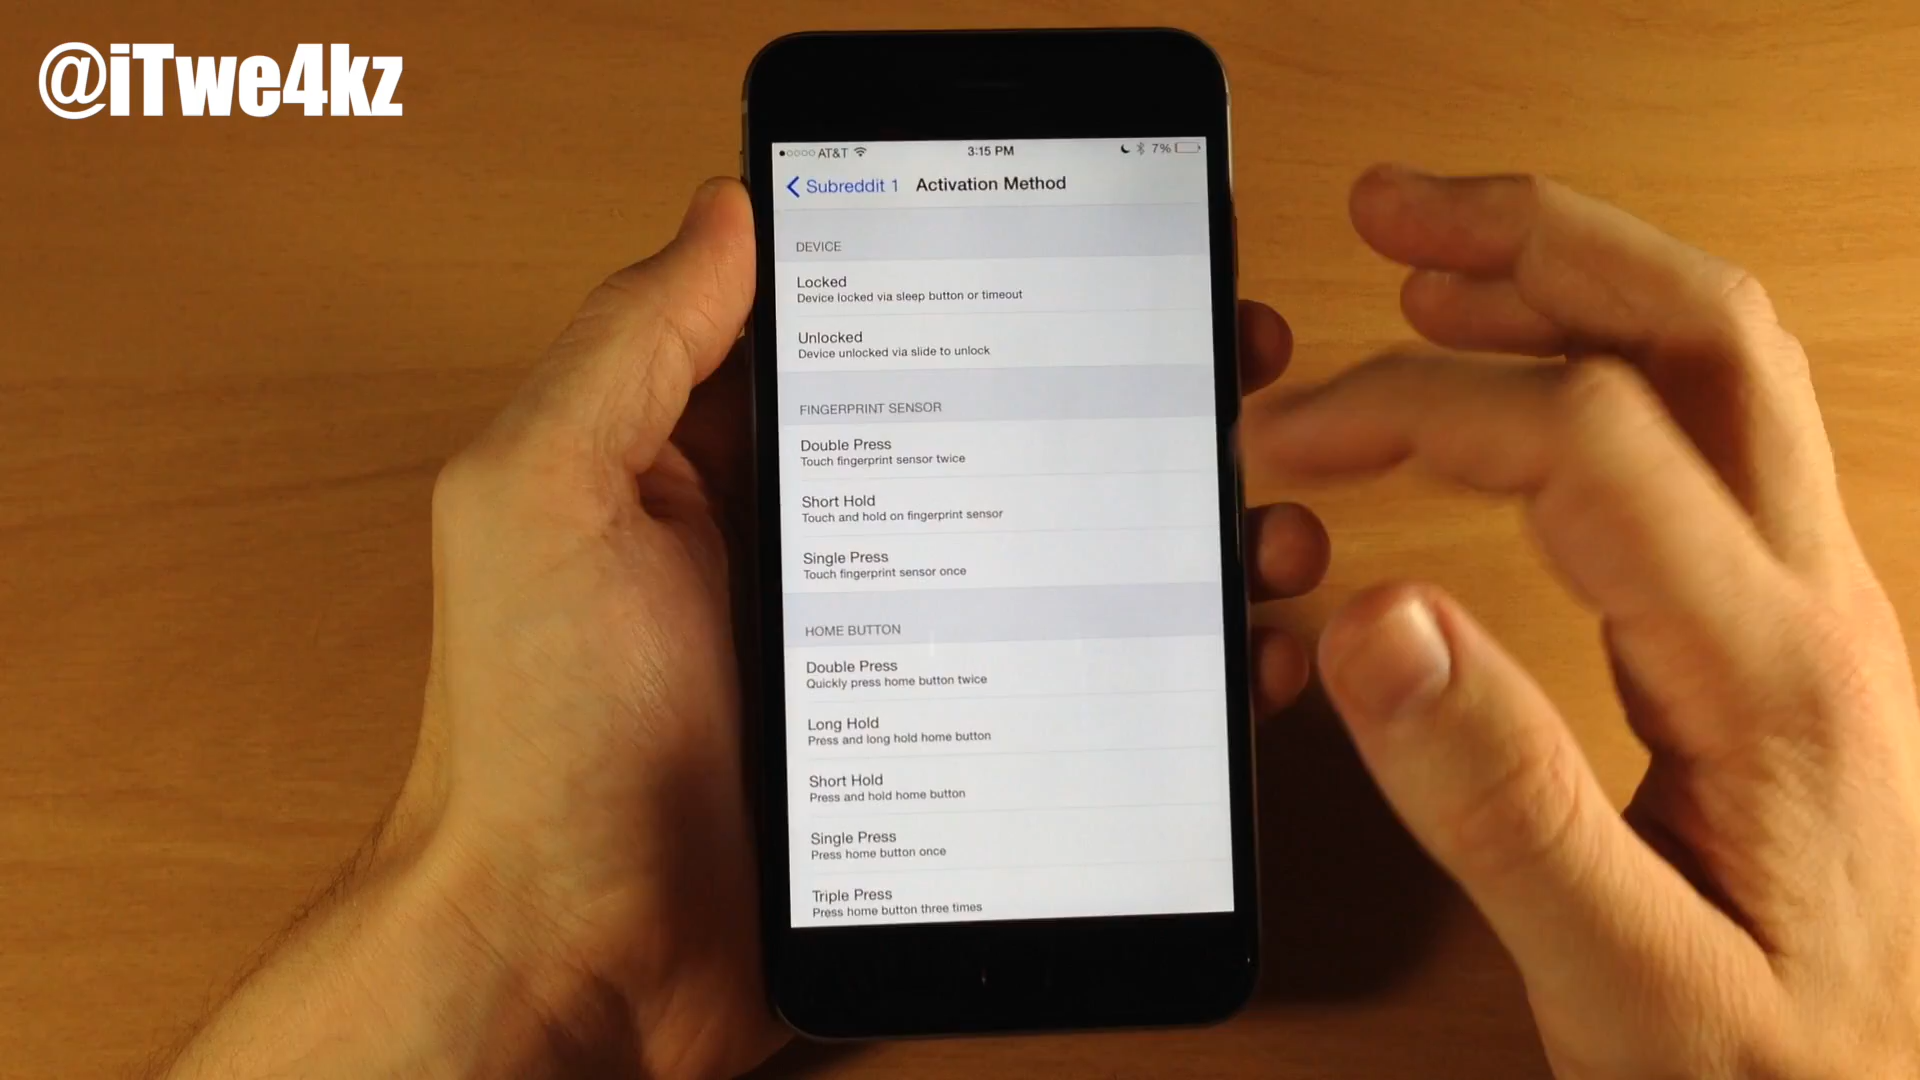 @iTwe4kz
AT&T 3:15 PM 7%
Subreddit 1 Activation Method
DEVICE
Locked
Device locked via sleep button or timeout
Unlocked
Device unlocked via slide to unlock
FINGERPRINT SENSOR
Double Press
Touch fingerprint sensor twice
Short Hold
Touch and hold on fingerprint sensor
Single Press
Touch fingerprint sensor once
HOME BUTTON
Double Press
Quickly press home button twice
Long Hold
Press and long hold home button
Short Hold
Press and hold home button
Single Press
Press home button once
Triple Press
Press home button three times